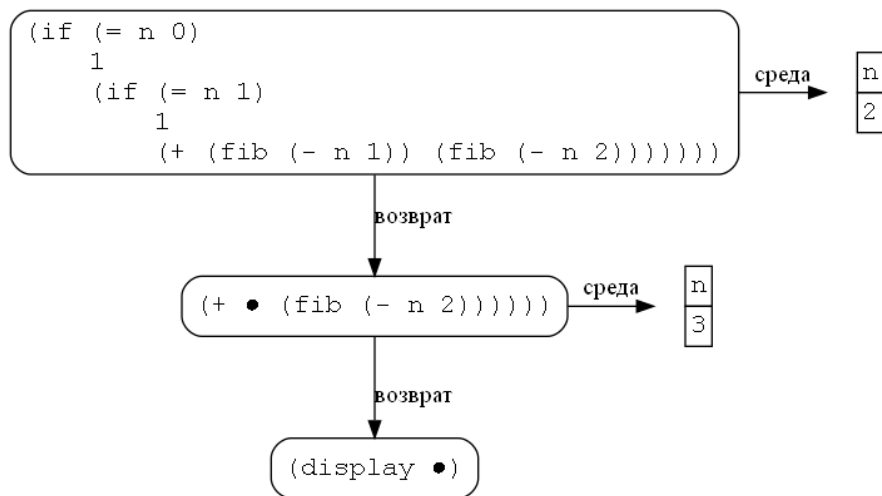 (if (= n 0)
1
(if (= n 1)
1
(+ (fib (- n 1)) (fib (- n 2)))))))
среда
n
2
возврат
(+ ● (fib (- n 2))))))
среда
n
3
возврат
(display ●)